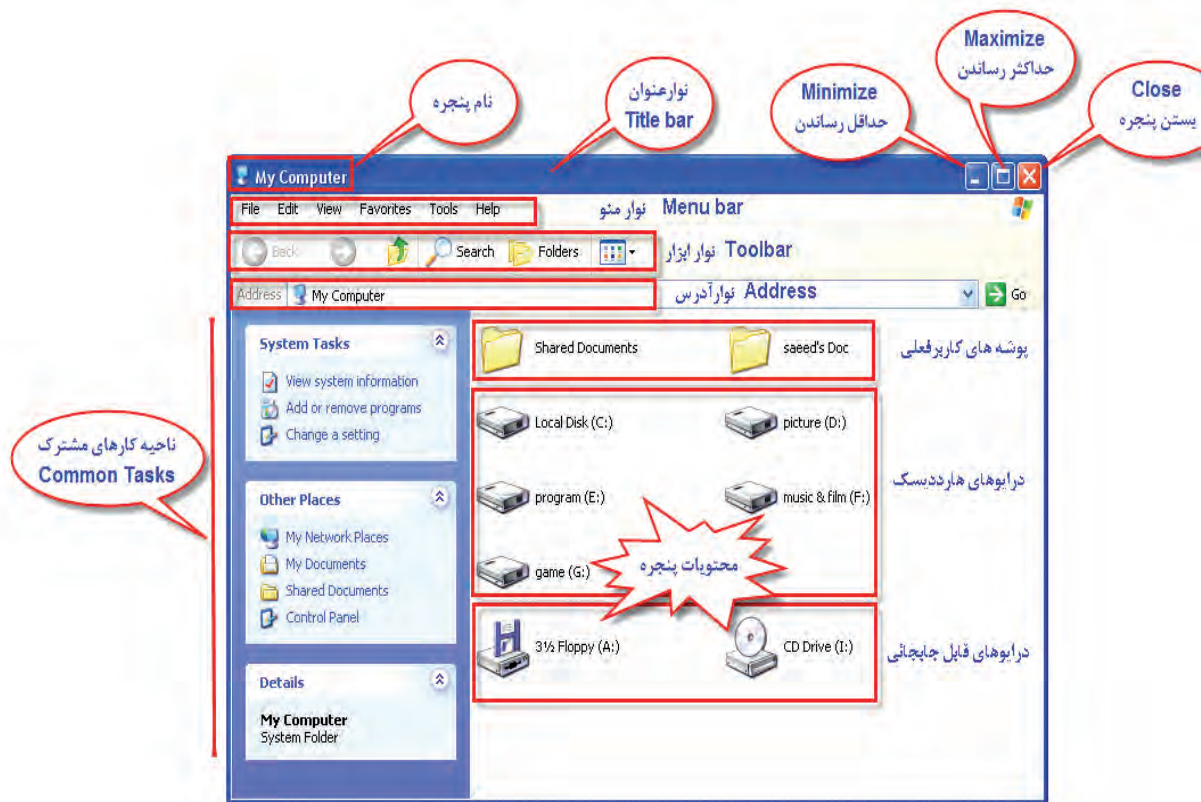 Maximize
حداکثر رساندن
Close
بستن پنجره
Minimize
حداقل رساندن
نوارعنوان
Title bar
نام پنجره
My Computer
File Edit View Favorites Tools Help
نوار منو Menu bar
Back Search Folders
نوار ابزار Toolbar
Address My Computer
نوارآدرس Address
Go
ناحیه کارهای مشترک
Common Tasks
System Tasks
View system information
Add or remove programs
Change a setting
Other Places
My Network Places
My Documents
Shared Documents
Control Panel
Details
My Computer
System Folder
Shared Documents saeed's Doc
پوشه های کاربرفعلی
Local Disk (C:) picture (D:)
program (E:) music & film (F:)
game (G:)
درایوهای هارددیسک
محتویات پنجره
3½ Floppy (A:) CD Drive (I:)
درایوهای قابل جابجائی